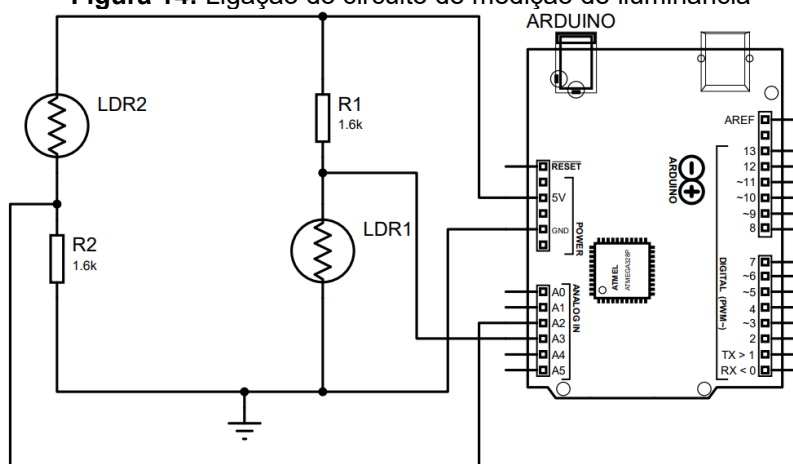 Figura 14: Ligação do circuito de medição de iluminância
ARDUINO
LDR2
R1
1.6k
R2
1.6k
LDR1
RESET
5V
GND
POWER
A0
A1
A2
A3
A4
A5
ANALOG IN
ATMEL
ATMEGA328P
ARDUINO
AREF
13
12
~11
~10
~9
8
7
~6
~5
4
~3
2
TX > 1
RX < 0
DIGITAL (PWM~)